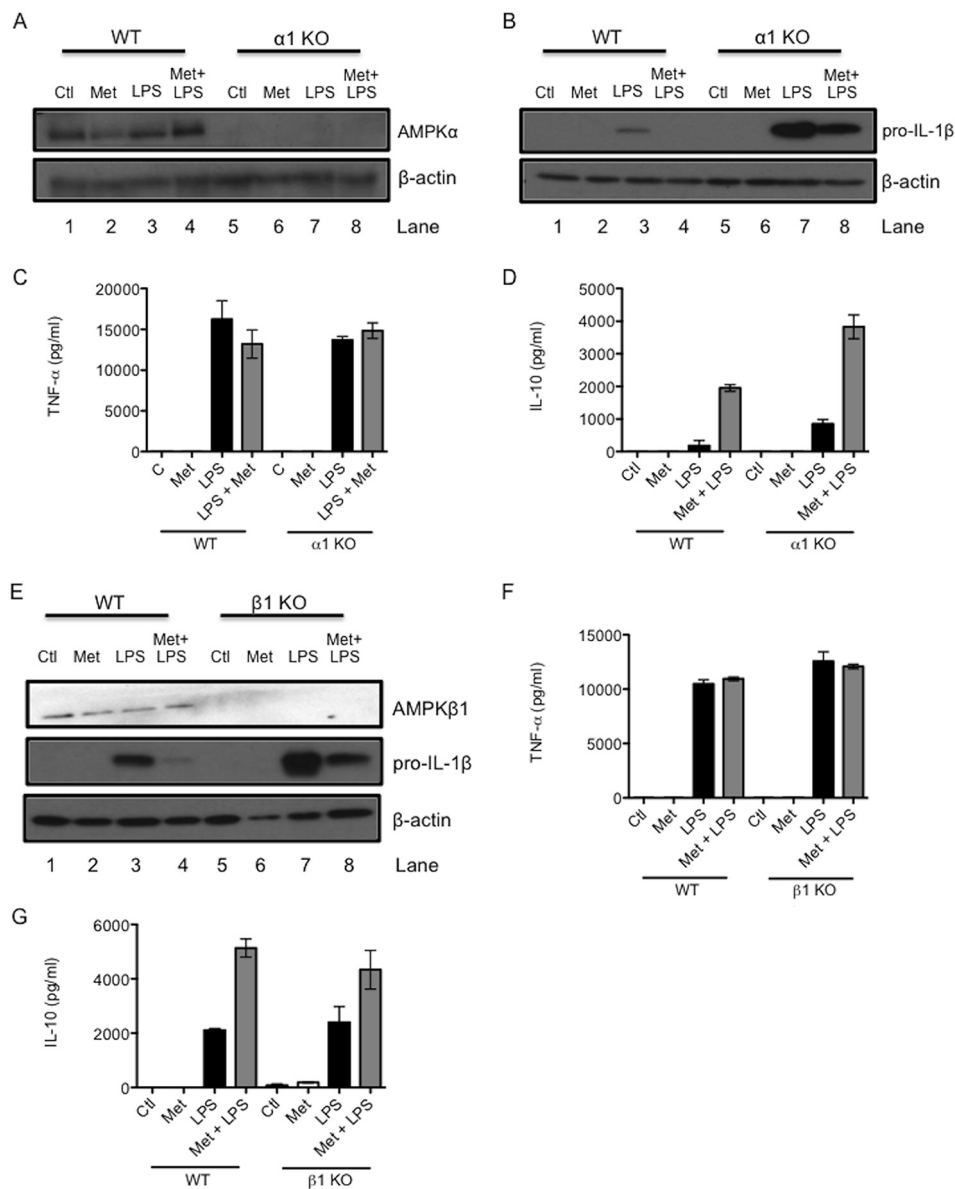 A
WT α1 KO
Ctl Met LPS Met+ LPS Ctl Met LPS Met+ LPS
AMPKα
β-actin
1 2 3 4 5 6 7 8 Lane
B
WT α1 KO
Ctl Met LPS Met+ LPS Ctl Met LPS Met+ LPS
pro-IL-1β
β-actin
1 2 3 4 5 6 7 8 Lane
C
TNF-α (pg/ml)
20000
15000
10000
5000
0
C Met LPS LPS + Met C Met LPS LPS + Met
WT α1 KO
D
IL-10 (pg/ml)
5000
4000
3000
2000
1000
0
Ctl Met LPS Met + LPS Ctl Met LPS Met + LPS
WT α1 KO
E
WT β1 KO
Ctl Met LPS Met+ LPS Ctl Met LPS Met+ LPS
AMPKβ1
pro-IL-1β
β-actin
1 2 3 4 5 6 7 8 Lane
F
TNF-α (pg/ml)
15000
10000
5000
0
Ctl Met LPS Met + LPS Ctl Met LPS Met + LPS
WT β1 KO
G
IL-10 (pg/ml)
6000
4000
2000
0
Ctl Met LPS Met + LPS Ctl Met LPS Met + LPS
WT β1 KO